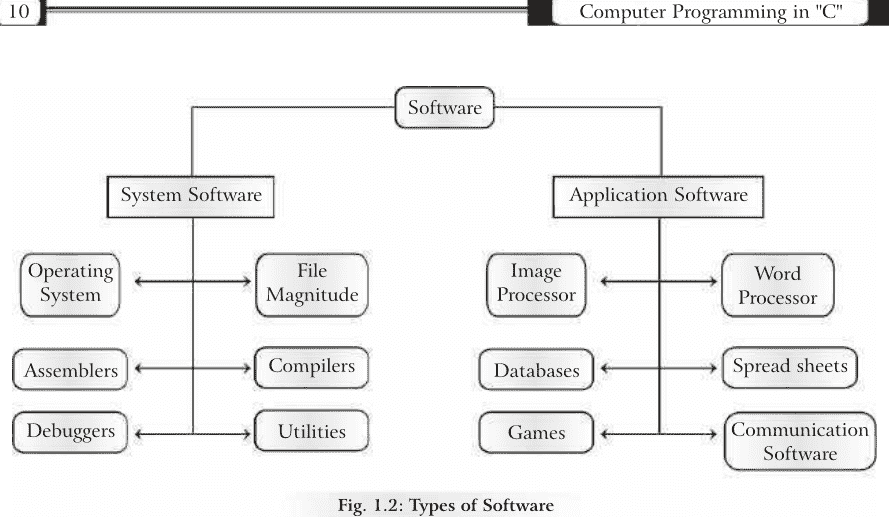 10
Computer Programming in "C"
Software
System Software
Application Software
Operating
System
File
Magnitude
Image
Processor
Word
Processor
Assemblers
Compilers
Databases
Spread sheets
Debuggers
Utilities
Games
Communication
Software
Fig. 1.2: Types of Software